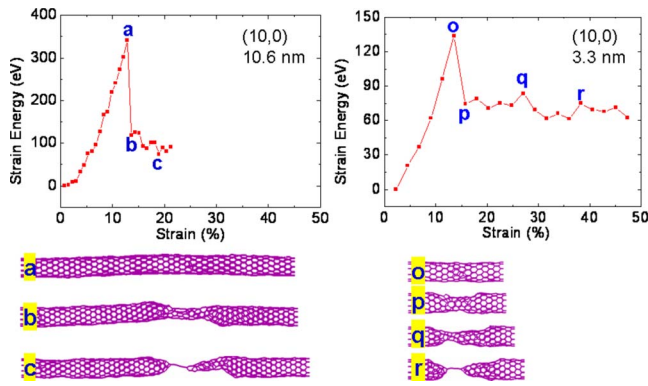 400
300
200
100
0
Strain Energy (eV)
a
b
c
(10,0)
10.6 nm
0 10 20 30 40 50
Strain (%)
150
120
90
60
30
0
Strain Energy (eV)
o
p
q
r
(10,0)
3.3 nm
0 10 20 30 40 50
Strain (%)
a
b
c
o
p
q
r